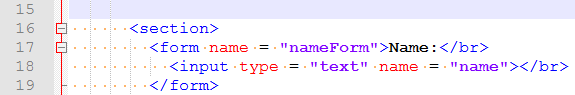 15
16 <section>
17 <form name = "nameForm">Name:</br>
18 <input type = "text" name = "name"></br>
19 </form>